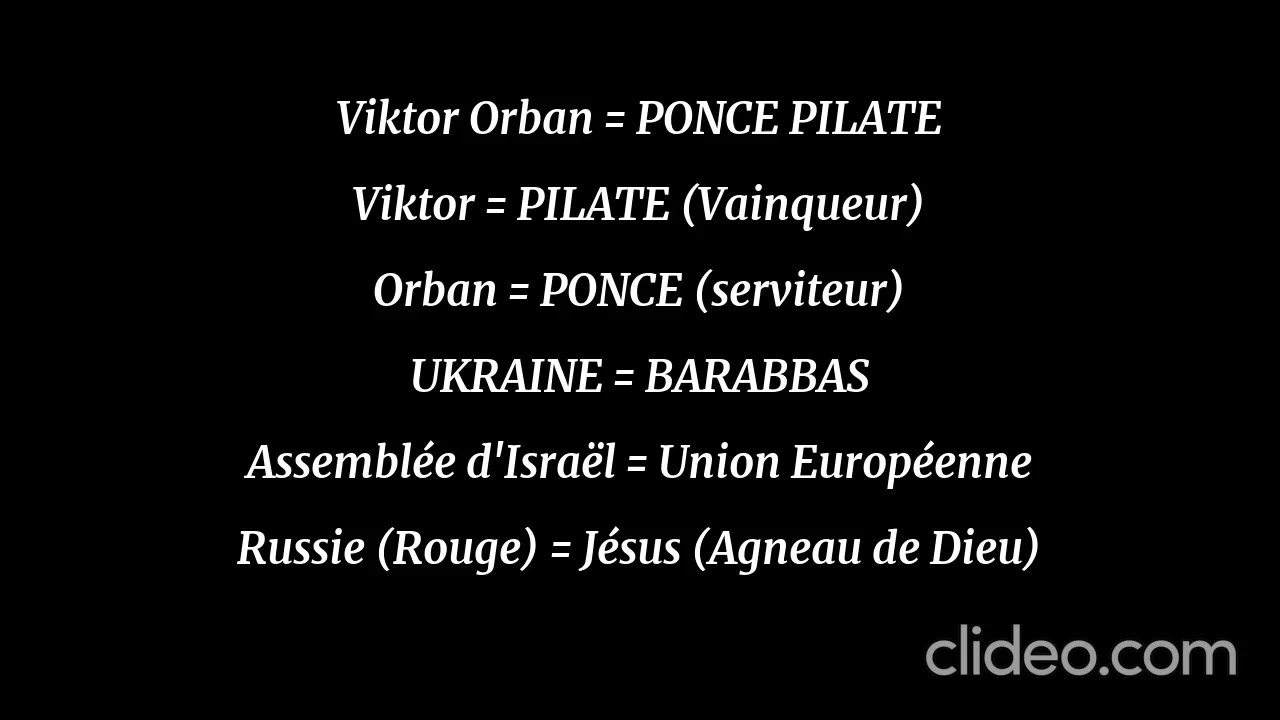 Viktor Orban = PONCE PILATE
Viktor = PILATE (Vainqueur)
Orban = PONCE (serviteur)
UKRAINE = BARABBAS
Assemblée d'Israël = Union Européenne
Russie (Rouge) = Jésus (Agneau de Dieu)
clideo.com